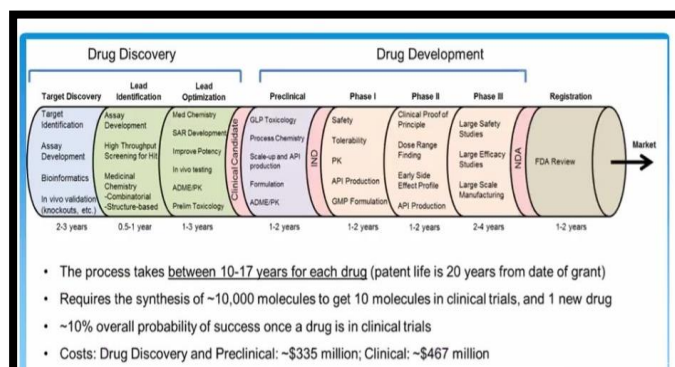 Drug Discovery
Drug Development
Target Discovery
Lead
Identification
Lead
Optimization
Preclinical
Phase I
Phase II
Phase III
Registration
Target
Identification
Assay
Development
Bioinformatics
In vivo validation
(knockouts, etc.)
Assay
Development
High Throughput
Screening for Hit
Medicinal
Chemistry
-Combinatorial
-Structure-based
Med Chemistry
SAR Development
Improve Potency
In vivo testing
ADME/PK
Prelim Toxicology
Clinical Candidate
GLP Toxicology
Process Chemistry
Scale-up and API
production
Formulation
ADME/PK
IND
Safety
Tolerability
PK
API Production
GMP Formulation
Clinical Proof of
Principle
Dose Range
Finding
Early Side
Effect Profile
API Production
Large Safety
Studies
Large Efficacy
Studies
Large Scale
Manufacturing
NDA
FDA Review
Market
2-3 years
0.5-1 year
1-3 years
1-2 years
1-2 years
1-2 years
2-4 years
1-2 years
• The process takes between 10-17 years for each drug (patent life is 20 years from date of grant)
• Requires the synthesis of ~10,000 molecules to get 10 molecules in clinical trials, and 1 new drug
• ~10% overall probability of success once a drug is in clinical trials
• Costs: Drug Discovery and Preclinical: ~$335 million; Clinical: ~$467 million